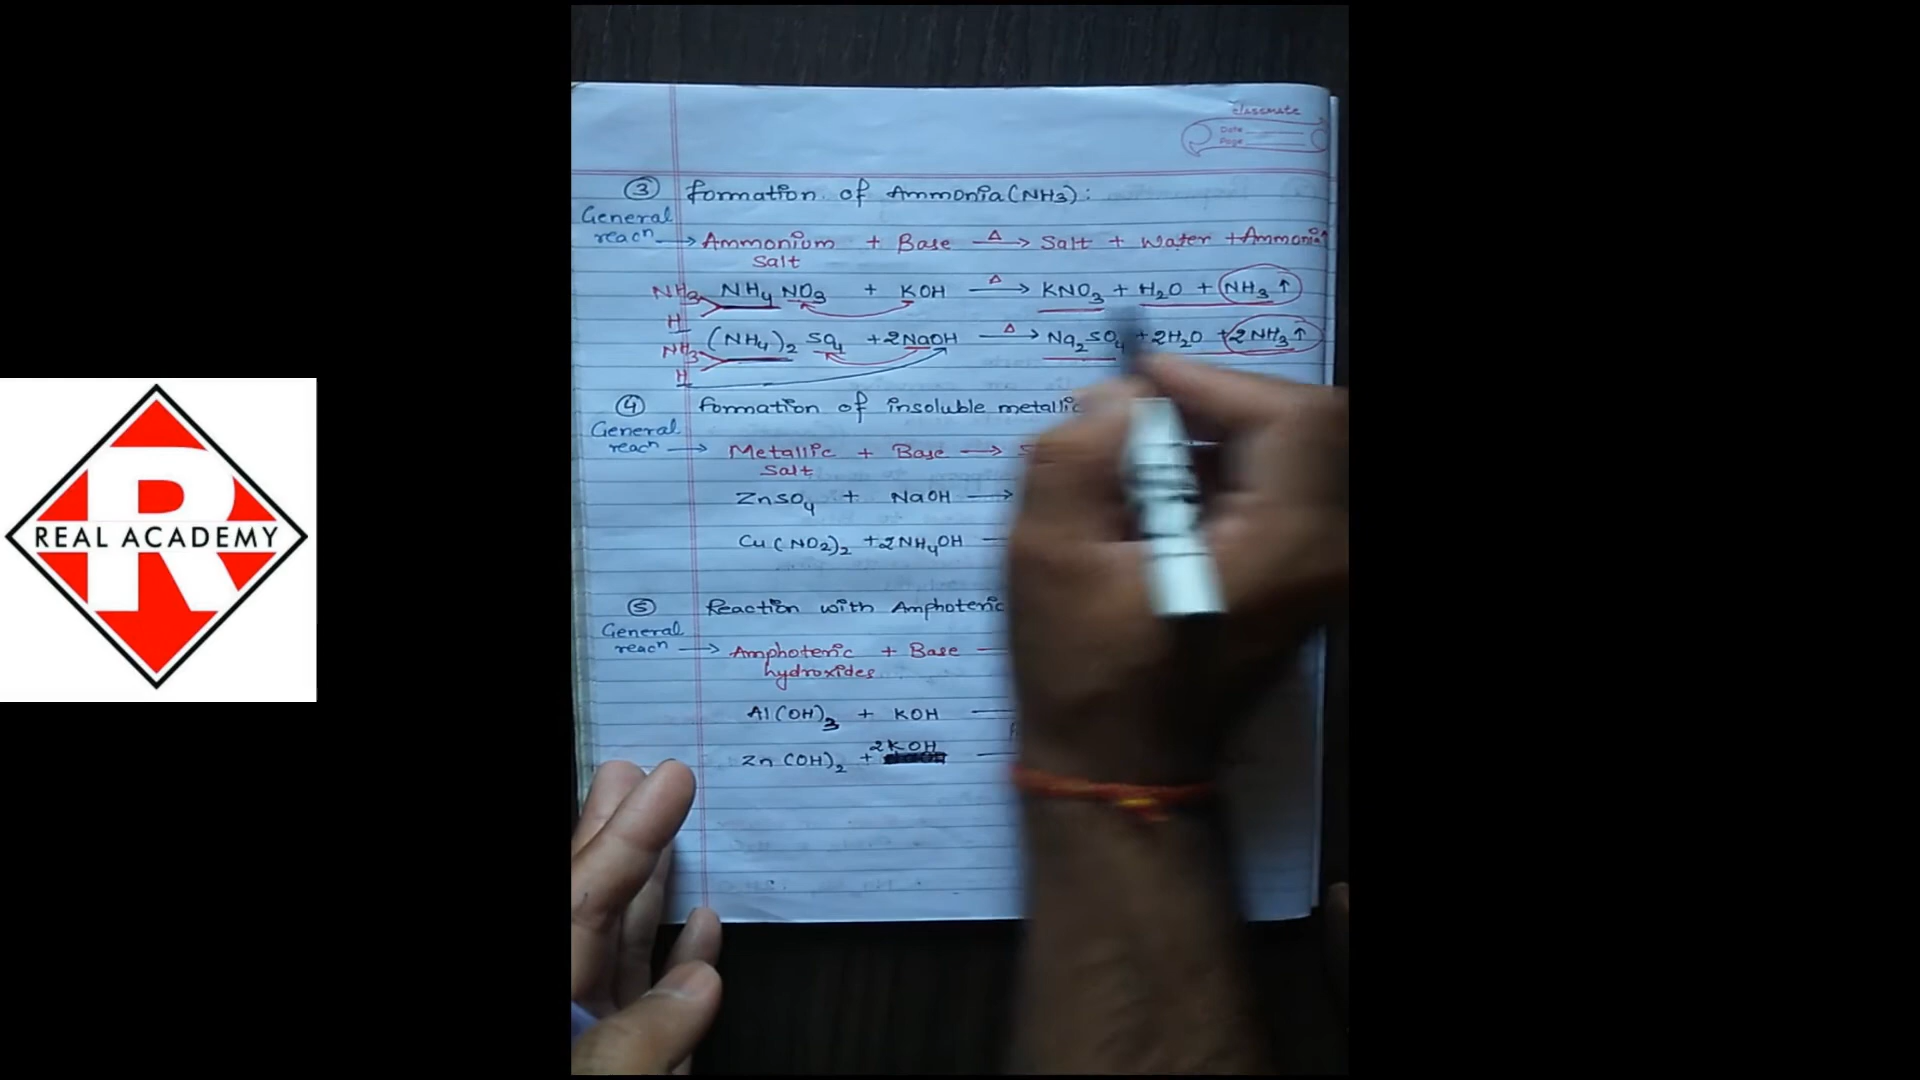 classmate
Date
Page
③ formation of Ammonia (NH3):
General reacn → Ammonium Salt + Base —Δ→ Salt + Water + Ammonia↑
NH3 H NH4 NO3 + KOH —Δ→ KNO3 + H2O + NH3 ↑
NH3 H (NH4)2 SO4 + 2NaOH —Δ→ Na2SO4 + 2H2O + 2NH3↑
④ formation of insoluble metallic
General reacn → Metallic Salt + Base →
ZnSO4 + NaOH →
Cu(NO2)2 + 2NH4OH
⑤ Reaction with Amphoteric
General reacn → Amphoteric hydroxides + Base
Al(OH)3 + KOH
Zn(OH)2 + 2KOH
REAL ACADEMY
R